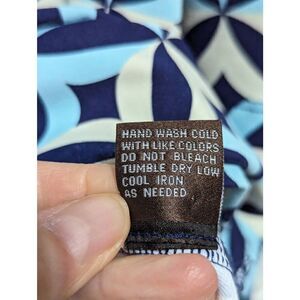 HAND WASH COLD
WITH LIKE COLORS
DO NOT BLEACH
TUMBLE DRY LOW
COOL IRON
AS NEEDED